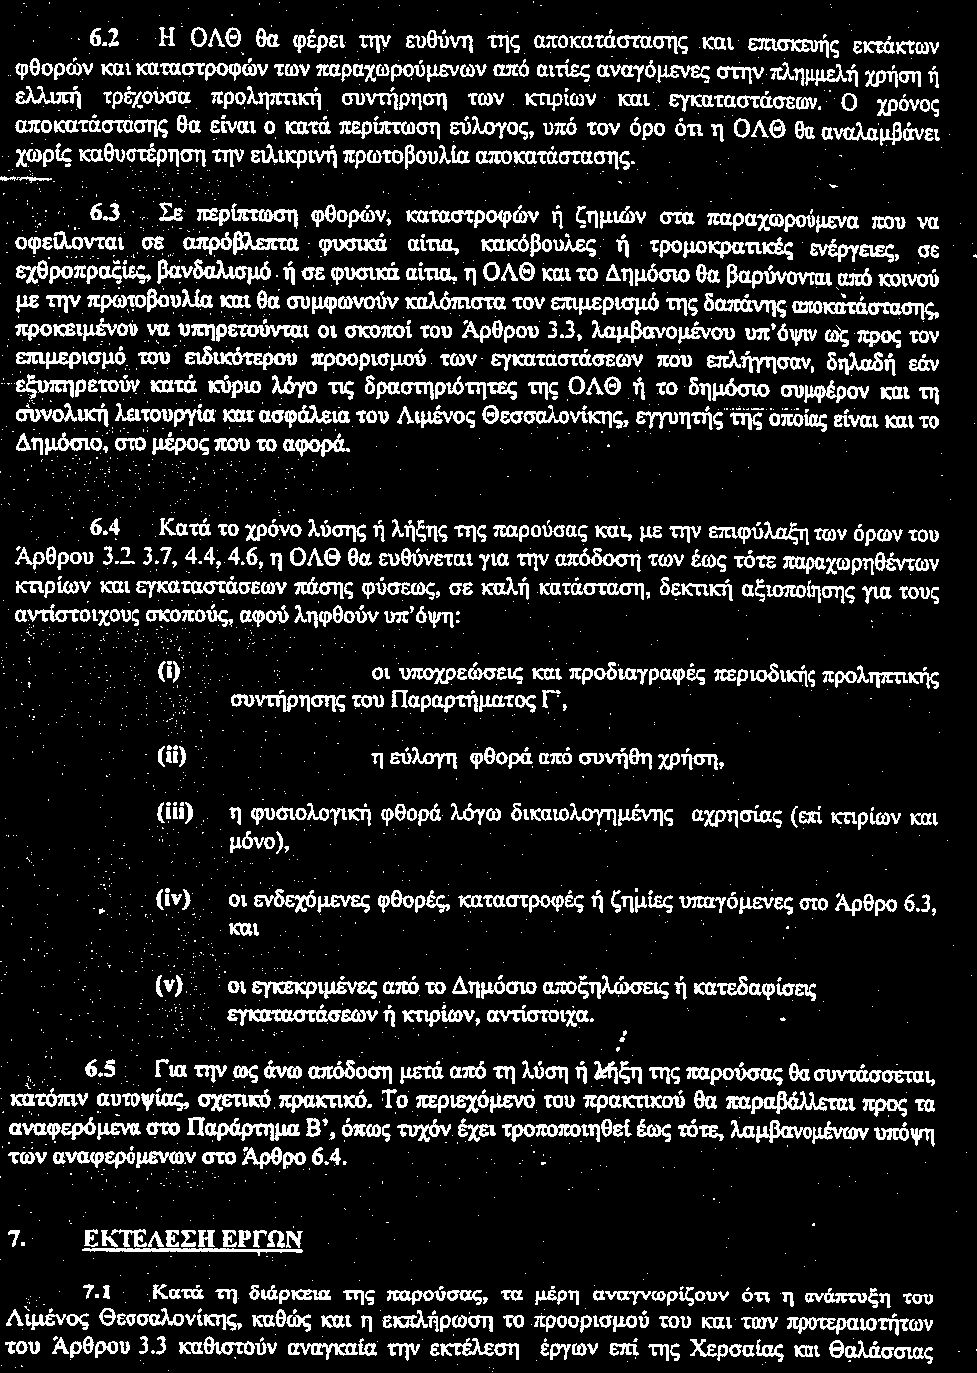 6.2 Η ΟΛΘ θα φέρει την ευθύνη της αποκατάστασης και επισκευής εκτάκτων
φθορών και καταστροφών των παραχωρούμενων από αιτίες αναγόμενες στην πλημμελή χρήση ή
ελλιπή τρέχουσα προληπτική συντήρηση των κτιρίων και εγκαταστάσεων. Ο χρόνος
αποκατάστασης θα είναι ο κατά περίπτωση εύλογος, υπό τον όρο ότι η ΟΛΘ θα αναλαμβάνει
χωρίς καθυστέρηση την ειλικρινή πρωτοβουλία αποκατάστασης.
6.3 Σε περίπτωση φθορών, καταστροφών ή ζημιών στα παραχωρούμενα που να
οφείλονται σε απρόβλεπτα φυσικά αίτια, κακόβουλες ή τρομοκρατικές ενέργειες, σε
εχθροπραξίες, βανδαλισμό ή σε φυσικά αίτια, η ΟΛΘ και το Δημόσιο θα βαρύνονται από κοινού
με την πρωτοβουλία και θα συμφωνούν καλόπιστα τον επιμερισμό της δαπάνης αποκατάστασης,
προκειμένου να υπηρετούνται οι σκοποί του Άρθρου 3.3, λαμβανομένου υπ' όψιν ως προς τον
επιμερισμό του ειδικότερου προορισμού των εγκαταστάσεων που επλήγησαν, δηλαδή εάν
εξυπηρετούν κατά κύριο λόγο τις δραστηριότητες της ΟΛΘ ή το δημόσιο συμφέρον και τη
συνολική λειτουργία και ασφάλεια του Λιμένος Θεσσαλονίκης, εγγυητής της οποίας είναι και το
Δημόσιο, στο μέρος που το αφορά.
6.4 Κατά το χρόνο λύσης ή λήξης της παρούσας και, με την επιφύλαξη των όρων του
Άρθρου 3.2. 3.7, 4.4, 4.6, η ΟΛΘ θα ευθύνεται για την απόδοση των έως τότε παραχωρηθέντων
κτιρίων και εγκαταστάσεων πάσης φύσεως, σε καλή κατάσταση, δεκτική αξιοποίησης για τους
αντίστοιχους σκοπούς, αφού ληφθούν υπ' όψη:
(i) οι υποχρεώσεις και προδιαγραφές περιοδικής προληπτικής
συντήρησης του Παραρτήματος Γ',
(ii) η εύλογη φθορά από συνήθη χρήση,
(iii) η φυσιολογική φθορά λόγω δικαιολογημένης αχρησίας (επί κτιρίων και
μόνο),
(iv) οι ενδεχόμενες φθορές, καταστροφές ή ζημίες υπαγόμενες στο Άρθρο 6.3,
και
(v) οι εγκεκριμένες από το Δημόσιο αποξηλώσεις ή κατεδαφίσεις
εγκαταστάσεων ή κτιρίων, αντίστοιχα.
6.5 Για την ως άνω απόδοση μετά από τη λύση ή λήξη της παρούσας θα συντάσσεται,
κατόπιν αυτοψίας, σχετικό πρακτικό. Το περιεχόμενο του πρακτικού θα παραβάλλεται προς τα
αναφερόμενα στο Παράρτημα Β', όπως τυχόν έχει τροποποιηθεί έως τότε, λαμβανομένων υπόψη
των αναφερόμενων στο Άρθρο 6.4.
7. ΕΚΤΕΛΕΣΗ ΕΡΓΩΝ
7.1 Κατά τη διάρκεια της παρούσας, τα μέρη αναγνωρίζουν ότι η ανάπτυξη του
Λιμένος Θεσσαλονίκης, καθώς και η εκπλήρωση το προορισμού του και των προτεραιοτήτων
του Άρθρου 3.3 καθιστούν αναγκαία την εκτέλεση έργων επί της Χερσαίας και Θαλάσσιας